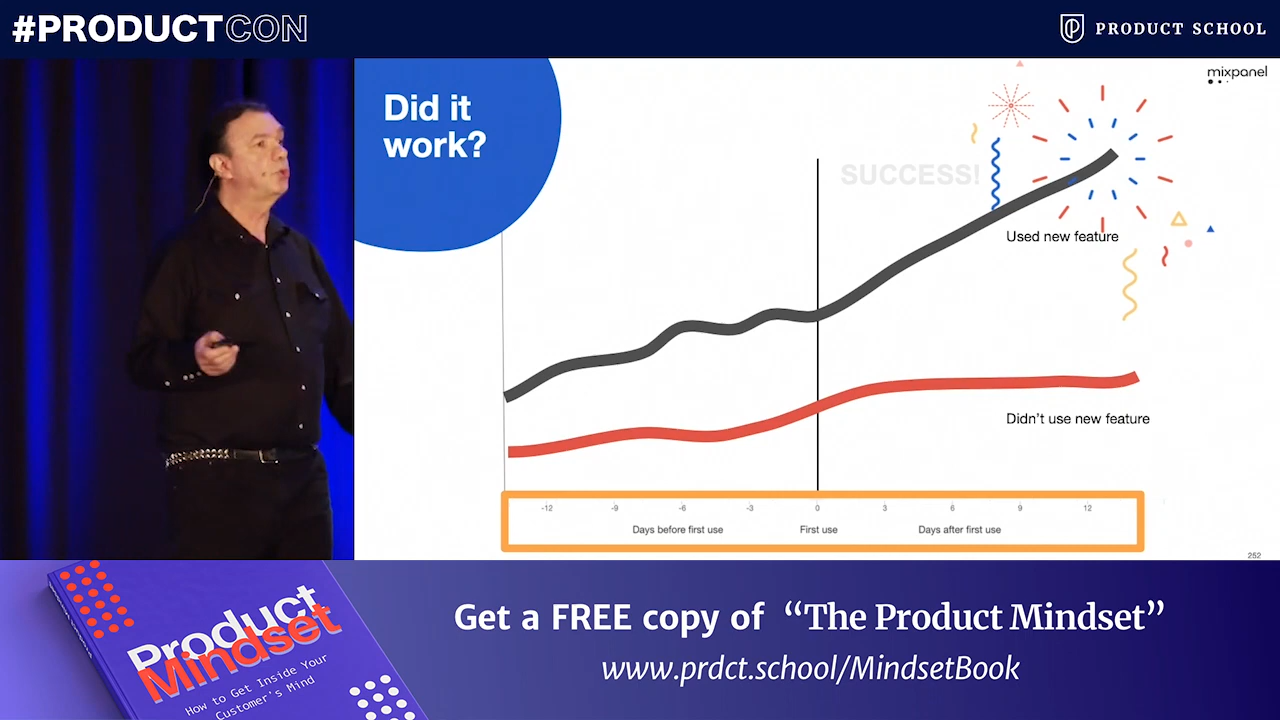 #PRODUCTCON
PRODUCT SCHOOL
mixpanel
Did it
work?
SUCCESS!
Used new feature
Didn't use new feature
-12 -9 -6 -3 0 3 6 9 12
Days before first use First use Days after first use
252
Product
Mindset
How to Get Inside Your
Customer's Mind
Get a FREE copy of “The Product Mindset”
www.prdct.school/MindsetBook